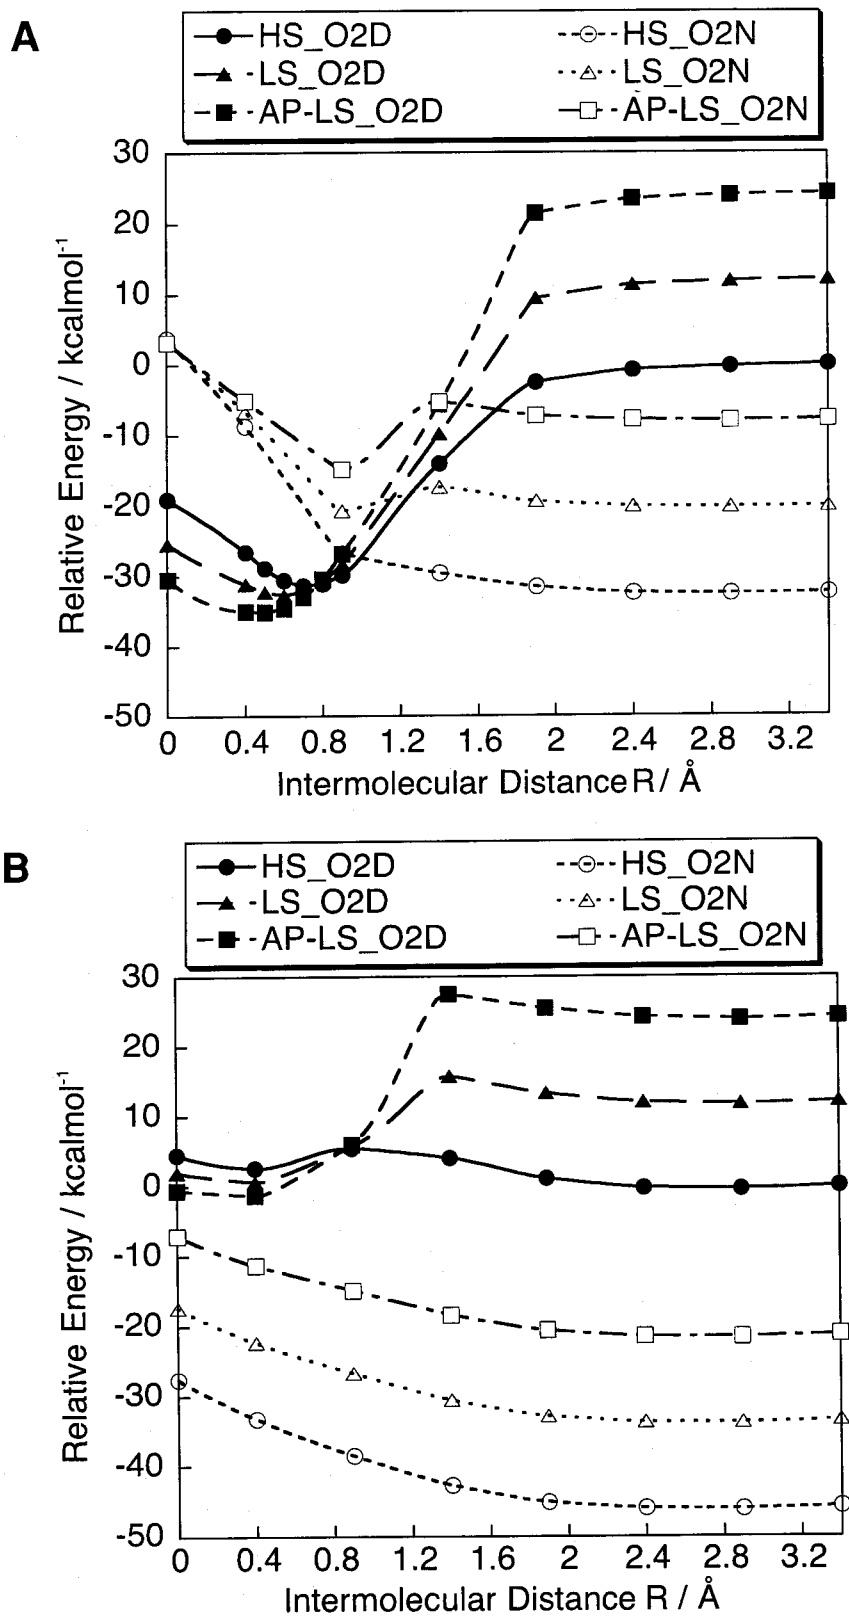 A
HS_O2D HS_O2N
LS_O2D LS_O2N
AP-LS_O2D AP-LS_O2N
30
20
10
0
-10
-20
-30
-40
-50
Relative Energy / kcalmol-1
0 0.4 0.8 1.2 1.6 2 2.4 2.8 3.2
Intermolecular Distance R / Å
B
HS_O2D HS_O2N
LS_O2D LS_O2N
AP-LS_O2D AP-LS_O2N
30
20
10
0
-10
-20
-30
-40
-50
Relative Energy / kcalmol-1
0 0.4 0.8 1.2 1.6 2 2.4 2.8 3.2
Intermolecular Distance R / Å